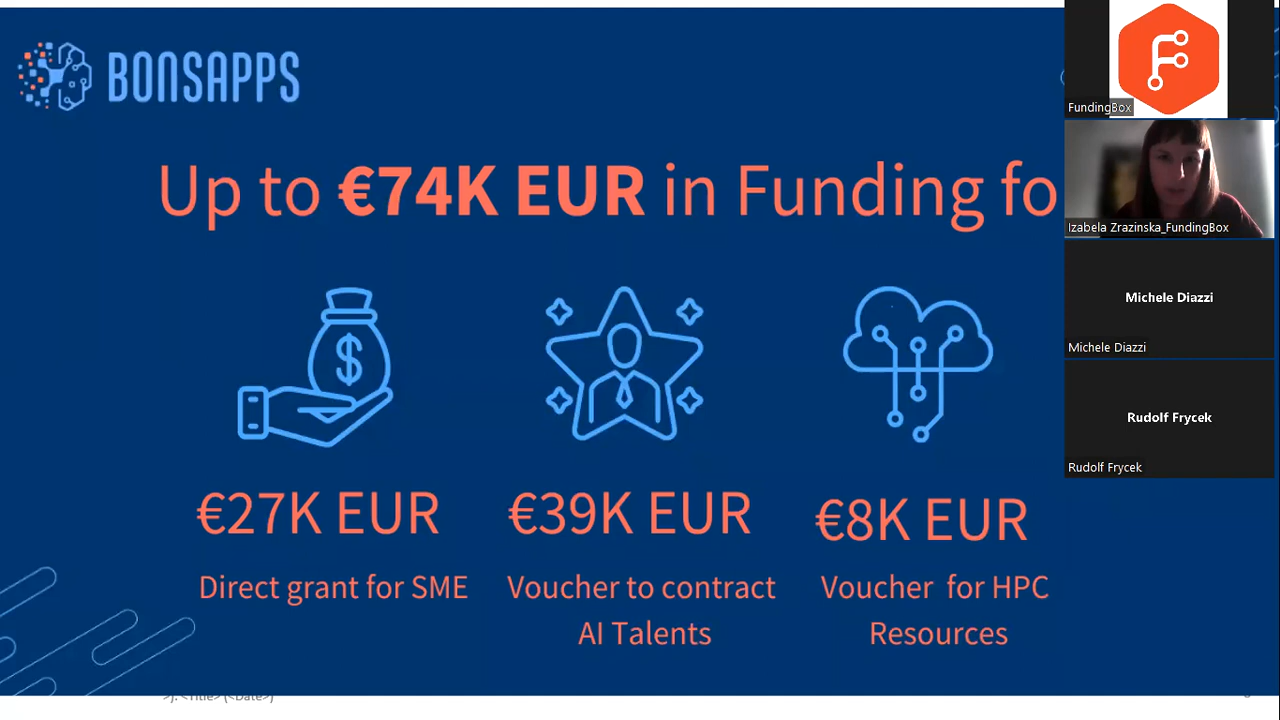 BONSAPPS
Up to €74K EUR in Funding fo
€27K EUR
€39K EUR
€8K EUR
Direct grant for SME
Voucher to contract
AI Talents
Voucher for HPC
Resources
FundingBox
Izabela Zrazinska_FundingBox
Michele Diazzi
Michele Diazzi
Rudolf Frycek
Rudolf Frycek